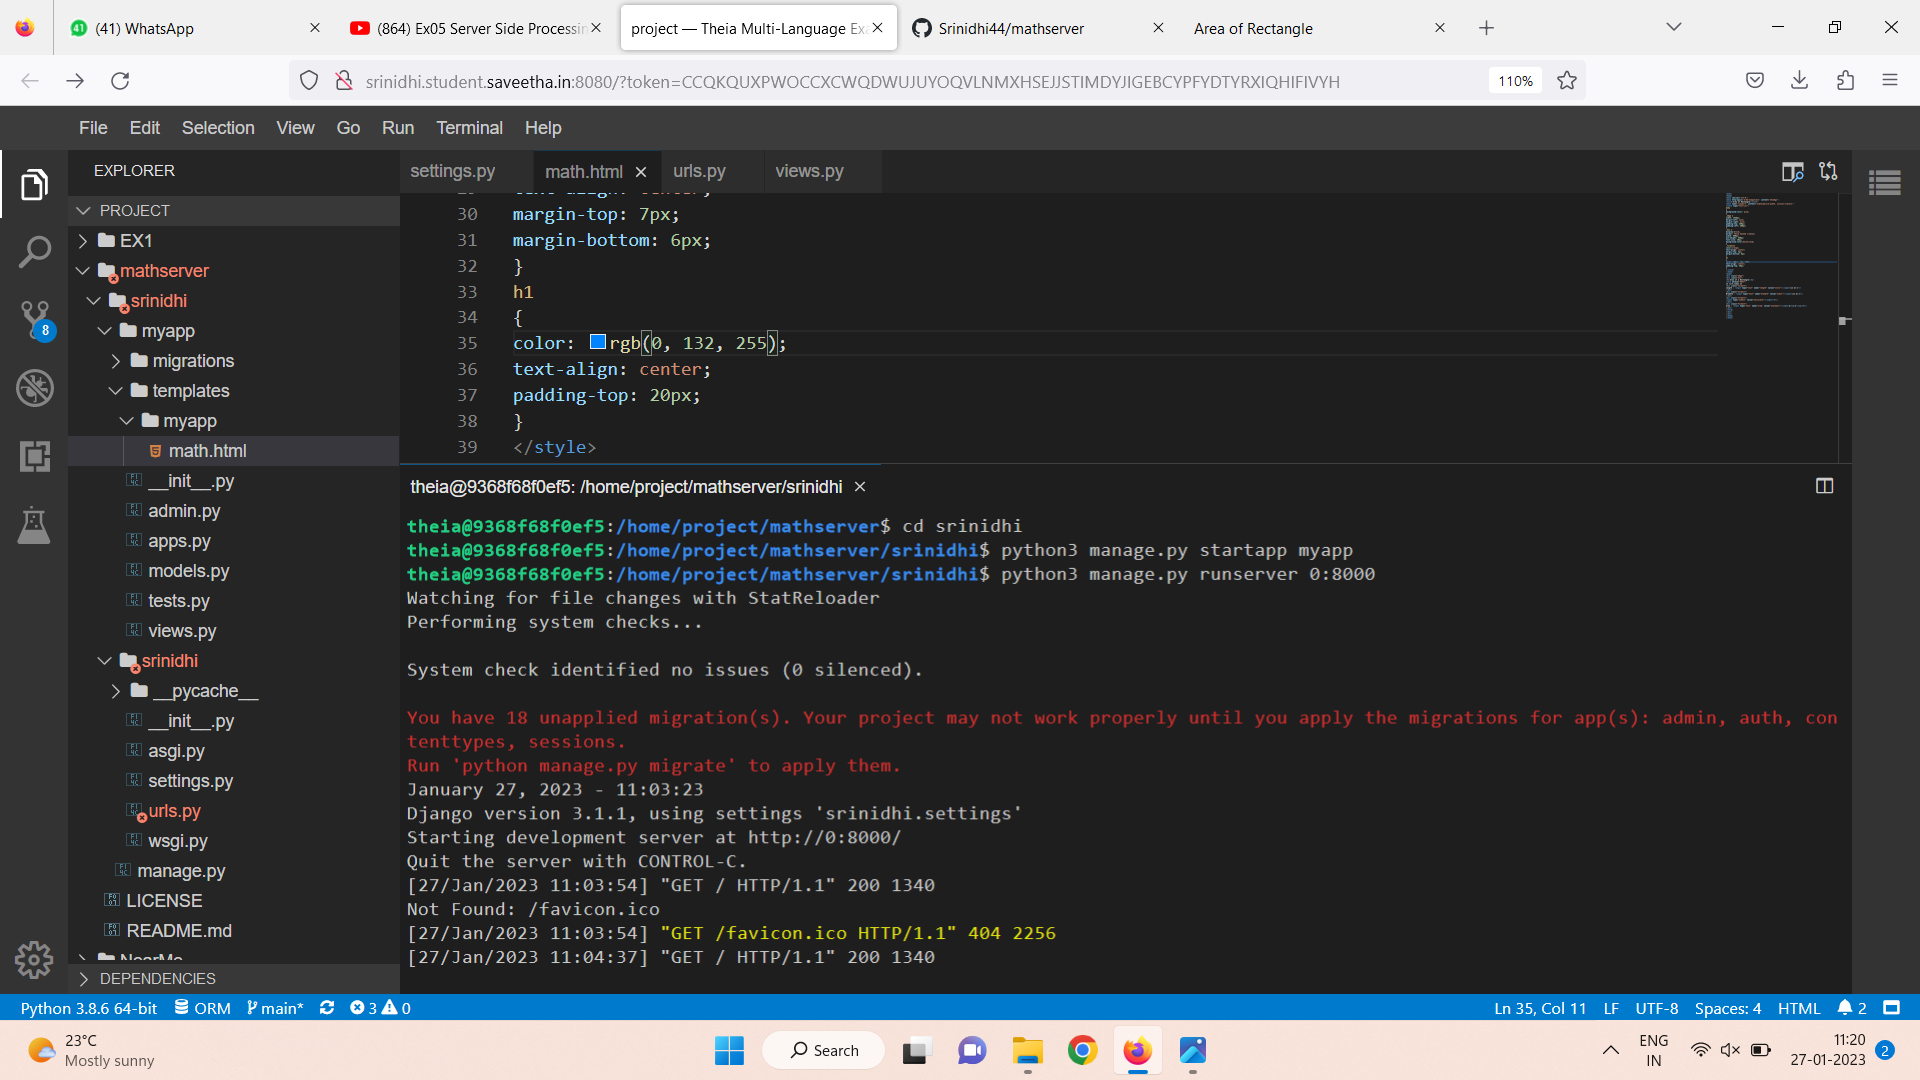 (41) WhatsApp
(864) Ex05 Server Side Processin
project — Theia Multi-Language Exa
Srinidhi44/mathserver
Area of Rectangle
srinidhi.student.saveetha.in:8080/?token=CCQKQUXPWOCCXCWQDWUJUYOQVLNMXHSEJJSTIMDYJIGEBCYPFYDTYRXIQHIFIVYH
110%
File Edit Selection View Go Run Terminal Help
EXPLORER
PROJECT
EX1
mathserver
srinidhi
myapp
migrations
templates
myapp
math.html
__init__.py
admin.py
apps.py
models.py
tests.py
views.py
srinidhi
__pycache__
__init__.py
asgi.py
settings.py
urls.py
wsgi.py
manage.py
LICENSE
README.md
NearMe
DEPENDENCIES
settings.py math.html urls.py views.py
30 margin-top: 7px;
31 margin-bottom: 6px;
32 }
33 h1
34 {
35 color: rgb(0, 132, 255);
36 text-align: center;
37 padding-top: 20px;
38 }
39 </style>
theia@9368f68f0ef5: /home/project/mathserver/srinidhi
theia@9368f68f0ef5:/home/project/mathserver$ cd srinidhi
theia@9368f68f0ef5:/home/project/mathserver/srinidhi$ python3 manage.py startapp myapp
theia@9368f68f0ef5:/home/project/mathserver/srinidhi$ python3 manage.py runserver 0:8000
Watching for file changes with StatReloader
Performing system checks...
System check identified no issues (0 silenced).
You have 18 unapplied migration(s). Your project may not work properly until you apply the migrations for app(s): admin, auth, con
tenttypes, sessions.
Run 'python manage.py migrate' to apply them.
January 27, 2023 - 11:03:23
Django version 3.1.1, using settings 'srinidhi.settings'
Starting development server at http://0:8000/
Quit the server with CONTROL-C.
[27/Jan/2023 11:03:54] "GET / HTTP/1.1" 200 1340
Not Found: /favicon.ico
[27/Jan/2023 11:03:54] "GET /favicon.ico HTTP/1.1" 404 2256
[27/Jan/2023 11:04:37] "GET / HTTP/1.1" 200 1340
8
Python 3.8.6 64-bit ORM main* 3 0
Ln 35, Col 11 LF UTF-8 Spaces: 4 HTML 2
23°C
Mostly sunny
Search
ENG
IN
11:20
27-01-2023
2